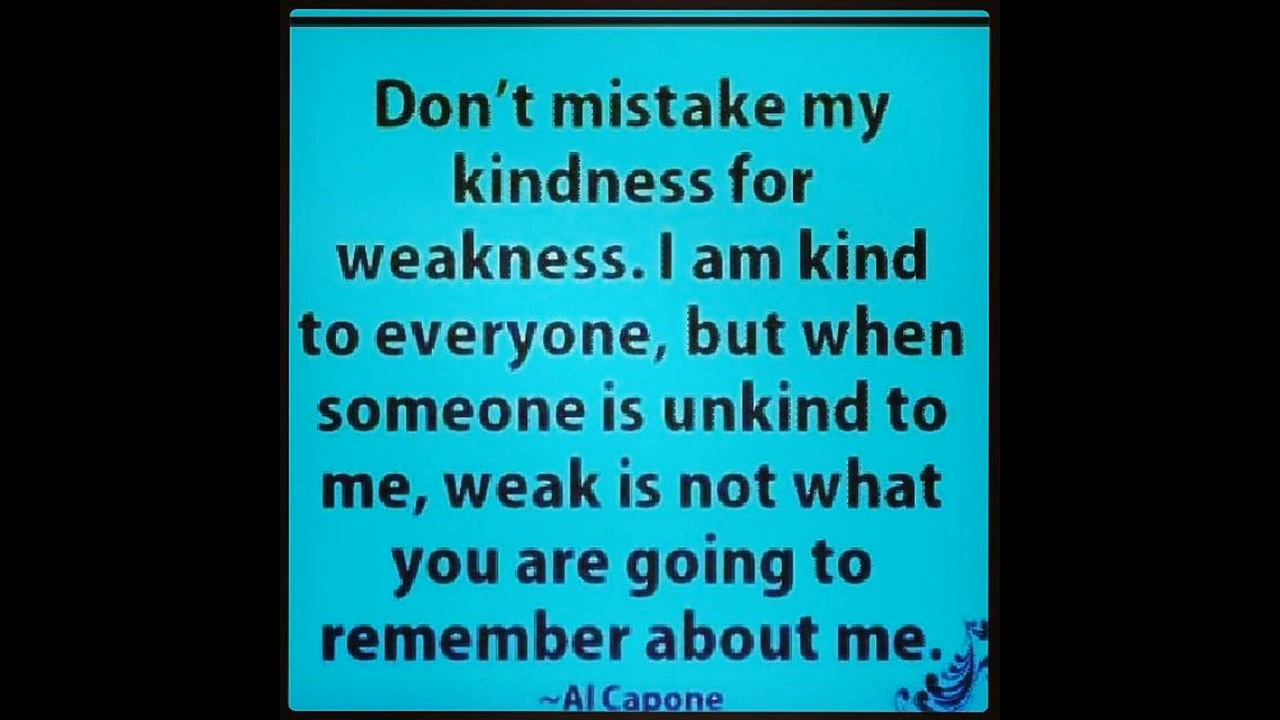 Don't mistake my
kindness for
weakness. I am kind
to everyone, but when
someone is unkind to
me, weak is not what
you are going to
remember about me.
~Al Capone